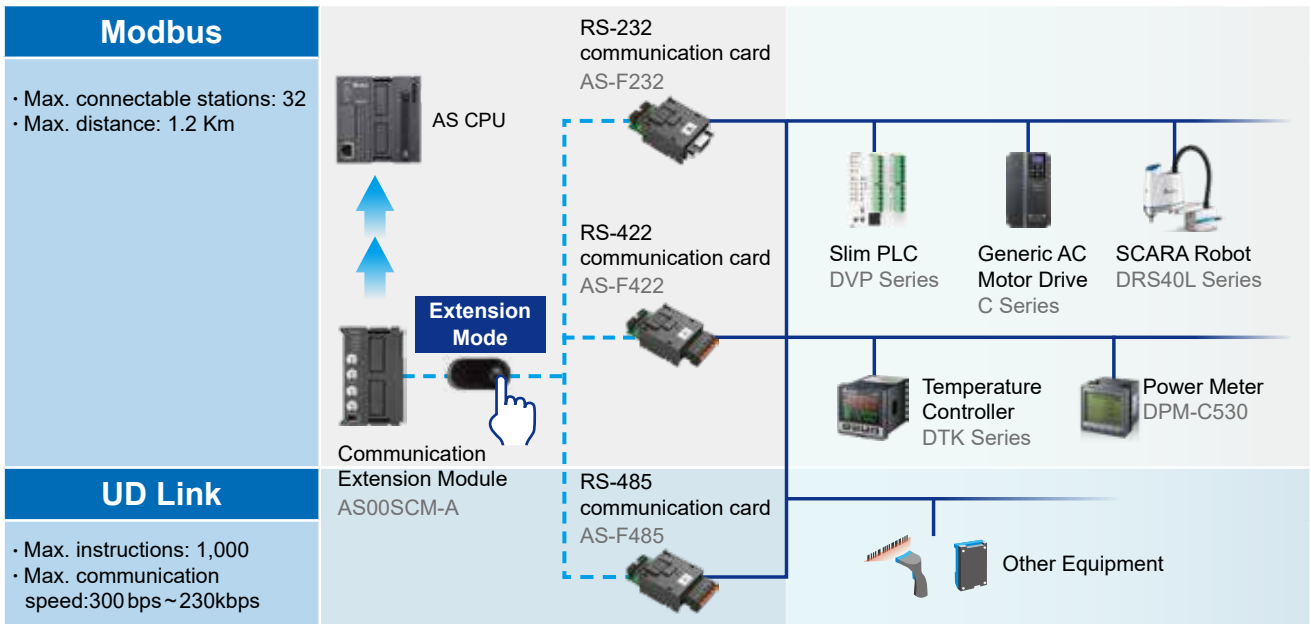 Modbus
· Max. connectable stations: 32
· Max. distance: 1.2 Km
AS CPU
Communication
Extension Module
AS00SCM-A
Extension
Mode
RS-232
communication card
AS-F232
RS-422
communication card
AS-F422
RS-485
communication card
AS-F485
Slim PLC
DVP Series
Generic AC
Motor Drive
C Series
SCARA Robot
DRS40L Series
Temperature
Controller
DTK Series
Power Meter
DPM-C530
UD Link
· Max. instructions: 1,000
· Max. communication
speed:300 bps~230kbps
Other Equipment